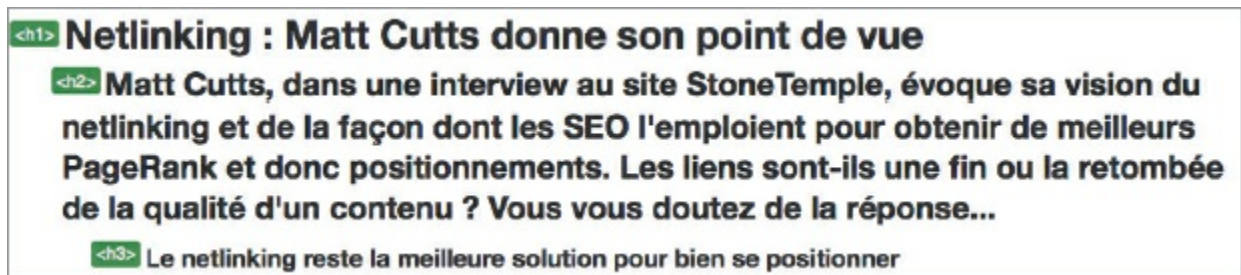 <h1> Netlinking : Matt Cutts donne son point de vue
<h2> Matt Cutts, dans une interview au site StoneTemple, évoque sa vision du
netlinking et de la façon dont les SEO l'emploient pour obtenir de meilleurs
PageRank et donc positionnements. Les liens sont-ils une fin ou la retombée
de la qualité d'un contenu ? Vous vous doutez de la réponse...
<h3> Le netlinking reste la meilleure solution pour bien se positionner